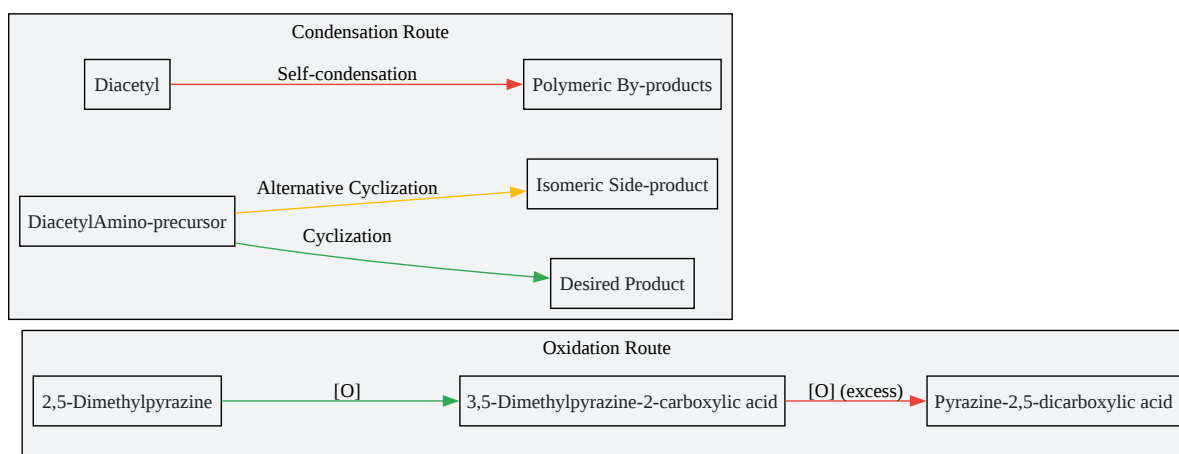 Condensation Route
Diacetyl
Self-condensation
Polymeric By-products
DiacetylAmino-precursor
Alternative Cyclization
Isomeric Side-product
Cyclization
Desired Product
Oxidation Route
2,5-Dimethylpyrazine
[O]
3,5-Dimethylpyrazine-2-carboxylic acid
[O] (excess)
Pyrazine-2,5-dicarboxylic acid